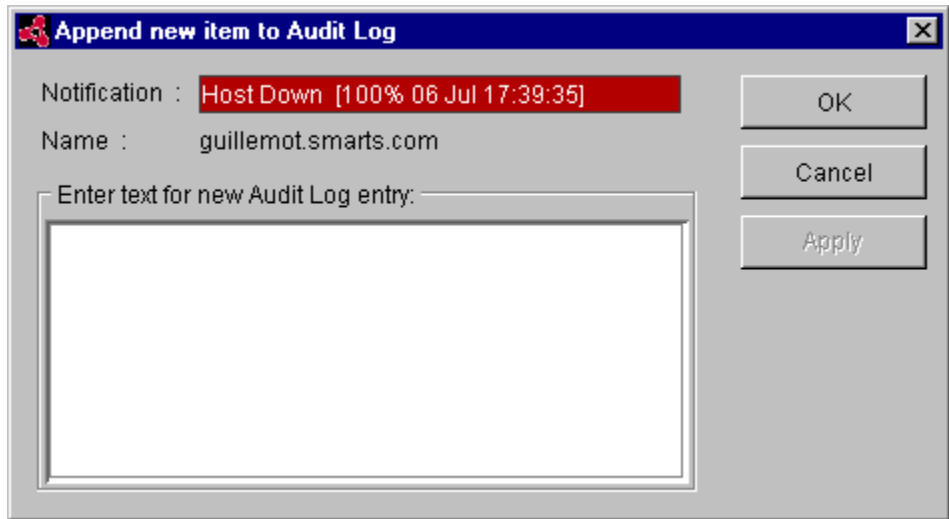 Append new item to Audit Log
Notification : Host Down [100% 06 Jul 17:39:35]
OK
Name : guillemot.smarts.com
Cancel
Enter text for new Audit Log entry:
Apply